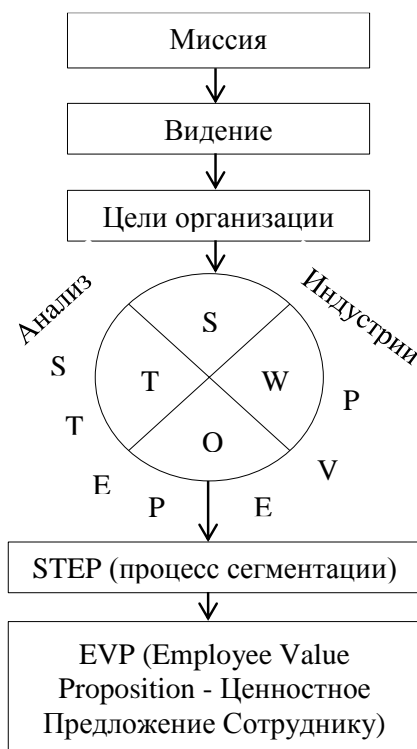 Миссия
Видение
Цели организации
Анализ
Индустрии
S
T
W
O
S
T
E
P
E
V
P
STEP (процесс сегментации)
EVP (Employee Value
Proposition - Ценностное
Предложение Сотруднику)